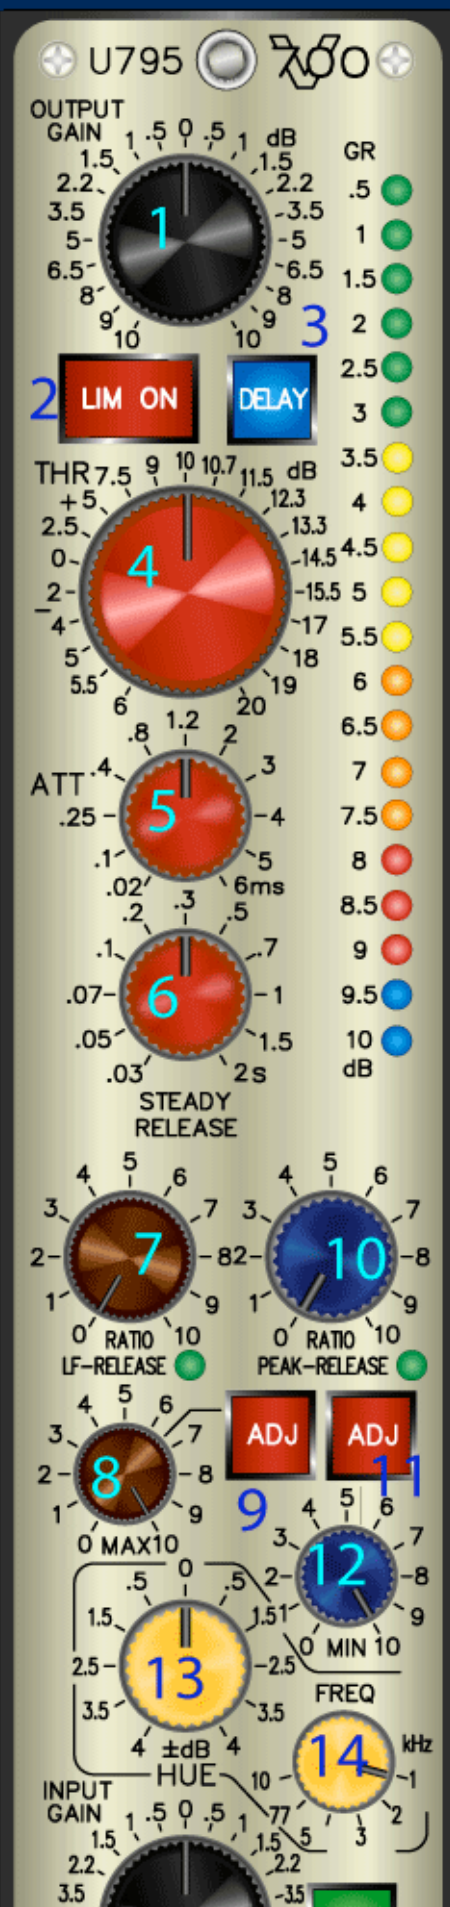 U795 700
OUTPUT
GAIN
1.5 1 .5 0 .5 1 dB
2.2 1.5
3.5 2.2
5 3.5
6.5 5
8 6.5
9 8
10 9
10
1
GR
.5
1
1.5
2
2.5
3
3.5
4
4.5
5
5.5
6
6.5
7
7.5
8
8.5
9
9.5
10
dB
2 LIM ON
3 DELAY
THR 7.5 9 10 10.7 11.5 dB
+5 12.3
2.5 13.3
0 14.5
2 15.5
− 4 17
5 18
5.5 19
6 20
4
ATT .4 .8 1.2 2 3
.25 4
.1 5
.02 6ms
5
.1 .2 .3 .5 .7
.07 1
.05 1.5
.03 2s
6
STEADY
RELEASE
3 4 5 6 7
2 8
1 9
0 RATIO 10
LF-RELEASE
7
3 4 5 6 7
2 8
1 9
0 RATIO 10
PEAK-RELEASE
10
3 4 5 6 7
2 8
1 9
0 MAX 10
8
ADJ
9
ADJ
11
3 4 5 6 7
2 8
1 9
0 MIN 10
12
1.5 .5 0 .5 1.5
2.5 2.5
3.5 3.5
4 ±dB 4
HUE
13
FREQ
kHz
10 1
77 2
5 3
14
INPUT
GAIN
1.5 1 .5 0 .5 1 1.5
2.2 2.2
3.5 3.5